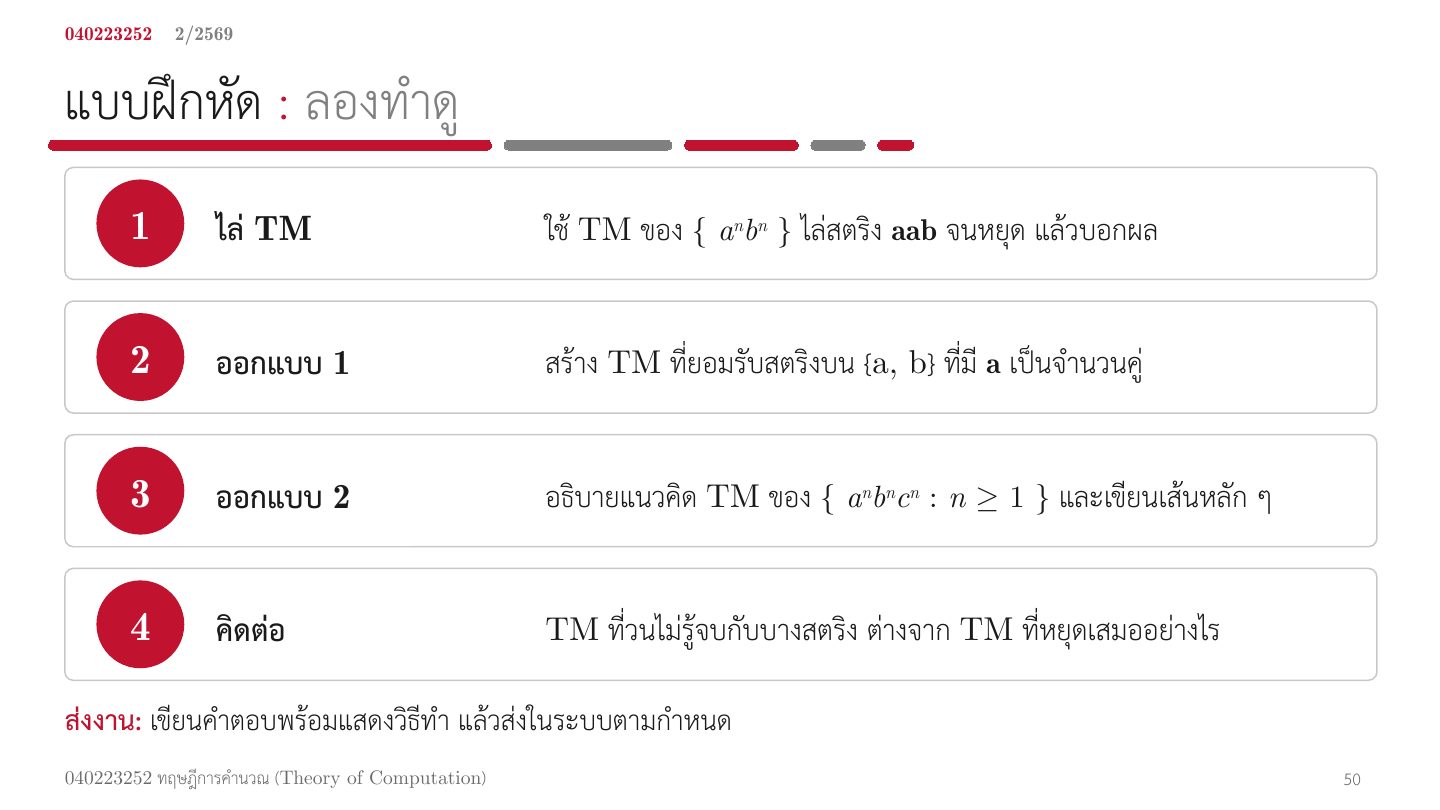 040223252 2/2569
แบบฝึกหัด : ลองทำดู
1 ไล่ TM ใช้ TM ของ { aⁿbⁿ } ไล่สตริง aab จนหยุด แล้วบอกผล
2 ออกแบบ 1 สร้าง TM ที่ยอมรับสตริงบน {a, b} ที่มี a เป็นจำนวนคู่
3 ออกแบบ 2 อธิบายแนวคิด TM ของ { aⁿbⁿcⁿ : n ≥ 1 } และเขียนเส้นหลัก ๆ
4 คิดต่อ TM ที่วนไม่รู้จบกับบางสตริง ต่างจาก TM ที่หยุดเสมออย่างไร
ส่งงาน: เขียนคำตอบพร้อมแสดงวิธีทำ แล้วส่งในระบบตามกำหนด
040223252 ทฤษฎีการคำนวณ (Theory of Computation) 50